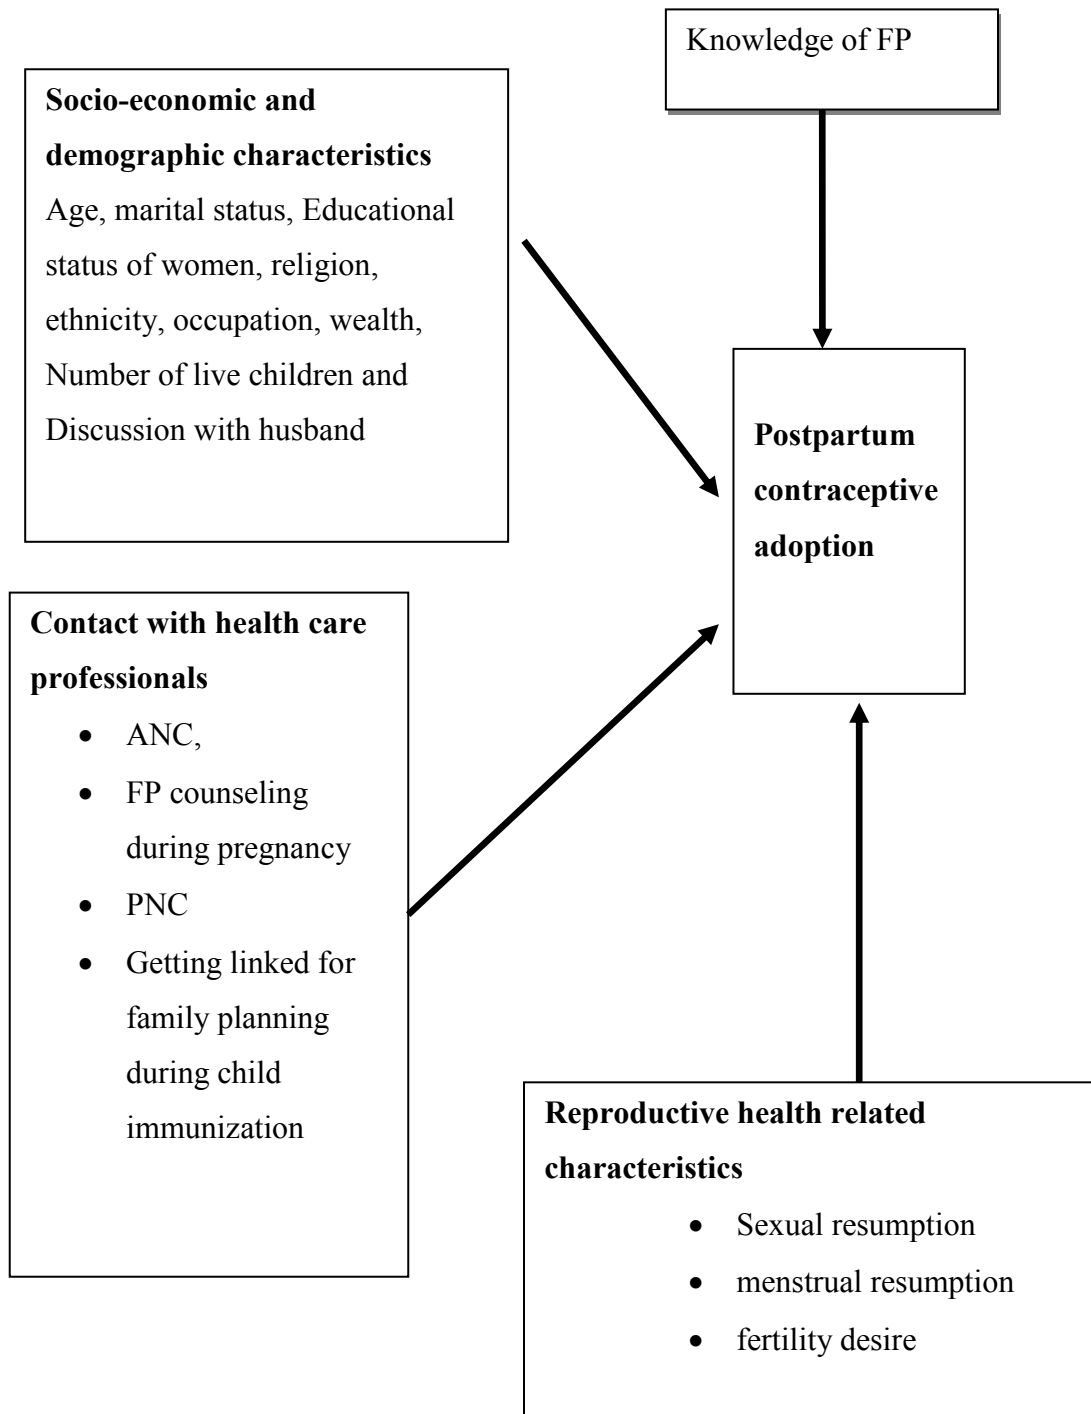 Knowledge of FP
Socio-economic and
demographic characteristics
Age, marital status, Educational
status of women, religion,
ethnicity, occupation, wealth,
Number of live children and
Discussion with husband
Postpartum
contraceptive
adoption
Contact with health care
professionals
• ANC,
• FP counseling
during pregnancy
• PNC
• Getting linked for
family planning
during child
immunization
Reproductive health related
characteristics
• Sexual resumption
• menstrual resumption
• fertility desire